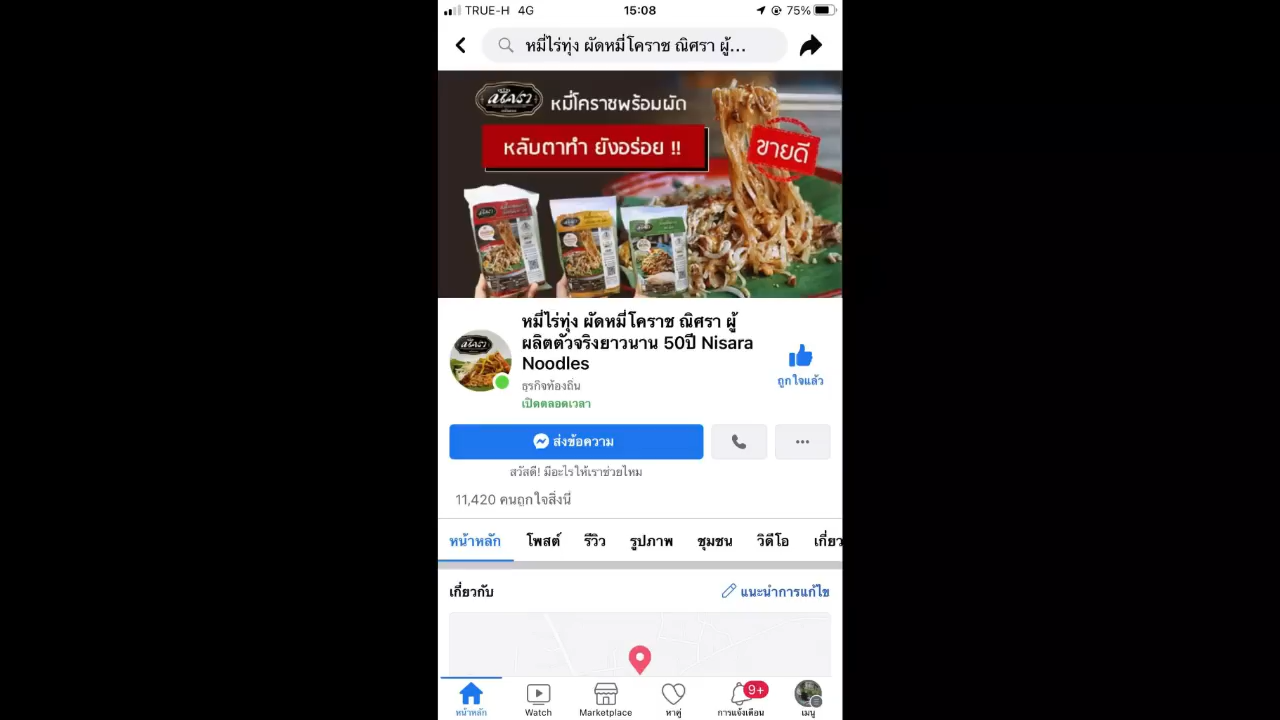 TRUE-H 4G 15:08 75%
หมี่ไร่ทุ่ง ผัดหมี่โคราช ณิศรา ผู้...
ณิศรา หมี่โคราชพร้อมผัด
หลับตาทำ ยังอร่อย !!
ขายดี
หมี่ไร่ทุ่ง ผัดหมี่โคราช ณิศรา ผู้
ผลิตตัวจริงยาวนาน 50ปี Nisara
Noodles
ธุรกิจท้องถิ่น
เปิดตลอดเวลา
ถูกใจแล้ว
ส่งข้อความ
สวัสดี! มีอะไรให้เราช่วยไหม
11,420 คนถูกใจสิ่งนี้
หน้าหลัก โพสต์ รีวิว รูปภาพ ชุมชน วิดีโอ เกี่ยว
เกี่ยวกับ แนะนำการแก้ไข
9+
หน้าหลัก Watch Marketplace หาคู่ การแจ้งเตือน เมนู